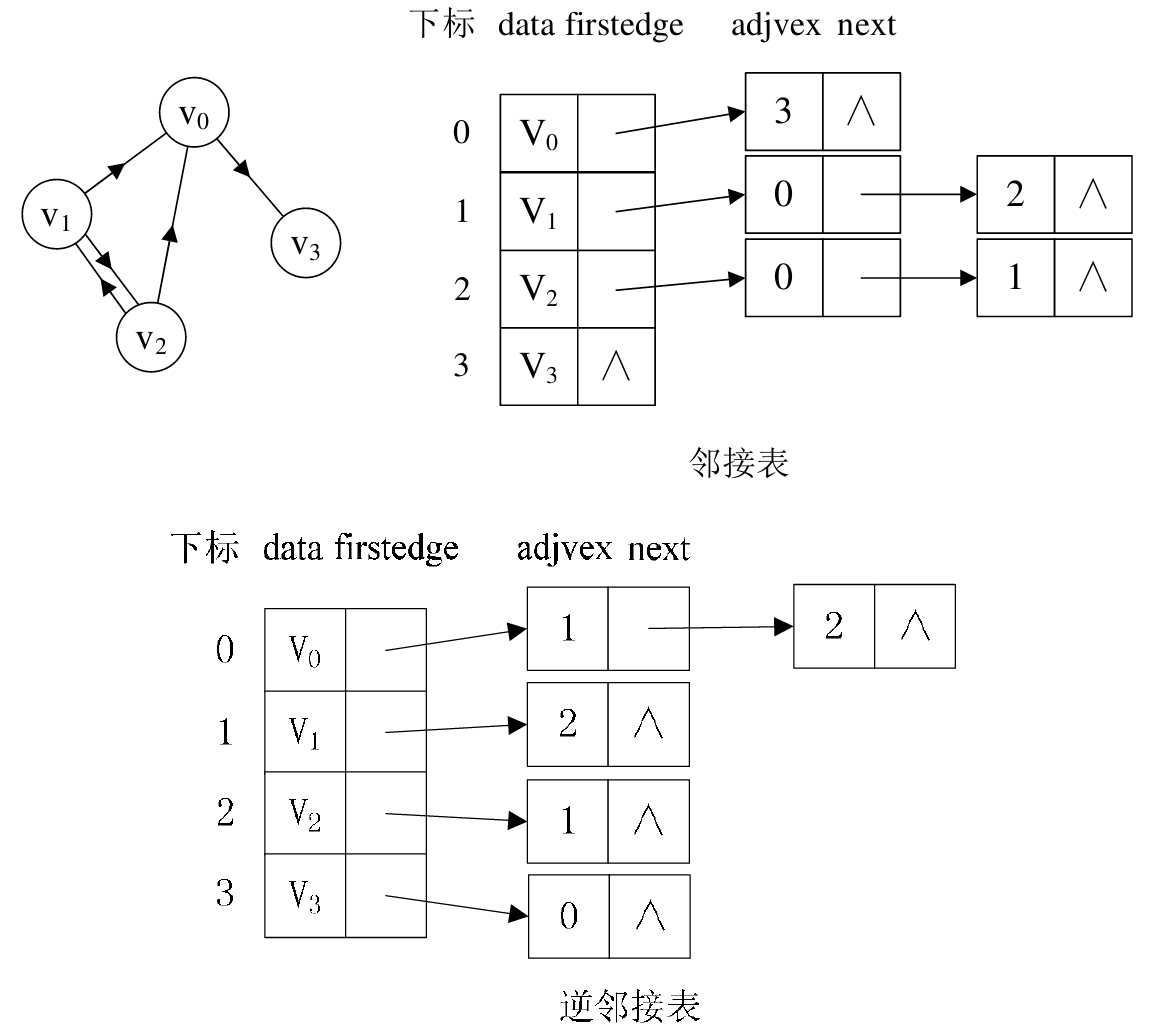 下标 data firstedge adjvex next
v0
v1
v2
v3
0 V0 3 ∧
1 V1 0 2 ∧
2 V2 0 1 ∧
3 V3 ∧
邻接表
下标 data firstedge adjvex next
0 V0 1 2 ∧
1 V1 2 ∧
2 V2 1 ∧
3 V3 0 ∧
逆邻接表